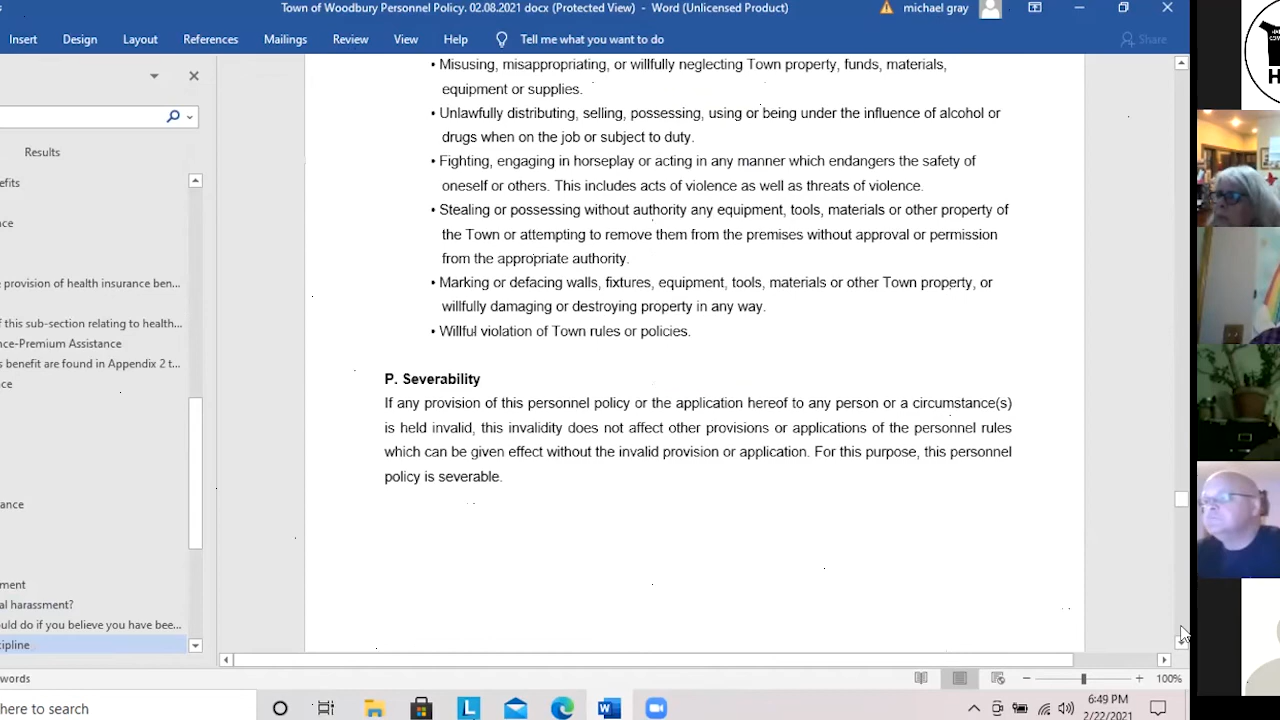 Town of Woodbury Personnel Policy. 02.08.2021 docx (Protected View) - Word (Unlicensed Product)
michael gray
Insert Design Layout References Mailings Review View Help Tell me what you want to do Share
• Misusing, misappropriating, or willfully neglecting Town property, funds, materials,
equipment or supplies.
• Unlawfully distributing, selling, possessing, using or being under the influence of alcohol or
drugs when on the job or subject to duty.
• Fighting, engaging in horseplay or acting in any manner which endangers the safety of
oneself or others. This includes acts of violence as well as threats of violence.
• Stealing or possessing without authority any equipment, tools, materials or other property of
the Town or attempting to remove them from the premises without approval or permission
from the appropriate authority.
• Marking or defacing walls, fixtures, equipment, tools, materials or other Town property, or
willfully damaging or destroying property in any way.
• Willful violation of Town rules or policies.
P. Severability
If any provision of this personnel policy or the application hereof to any person or a circumstance(s)
is held invalid, this invalidity does not affect other provisions or applications of the personnel rules
which can be given effect without the invalid provision or application. For this purpose, this personnel
policy is severable.
Results
efits
ce
provision of health insurance ben...
f this sub-section relating to health...
nce-Premium Assistance
s benefit are found in Appendix 2 t...
ce
ance
ment
al harassment?
uld do if you believe you have bee...
cipline
words
100%
here to search
6:49 PM
2/22/2021